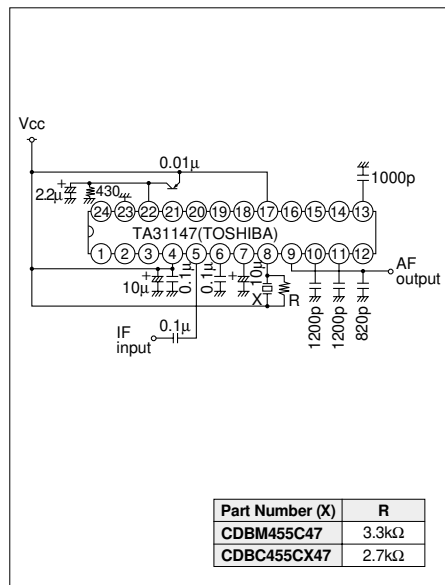 Vcc
0.01µ
1000p
+
2.2µ
430
24 23 22 21 20 19 18 17 16 15 14 13
TA31147(TOSHIBA)
1 2 3 4 5 6 7 8 9 10 11 12
+
10µ
0.1µ
0.1µ
+
10µ
X
R
AF
output
1200p
1200p
820p
IF
input
0.1µ
Part Number (X) R
CDBM455C47 3.3kΩ
CDBC455CX47 2.7kΩ